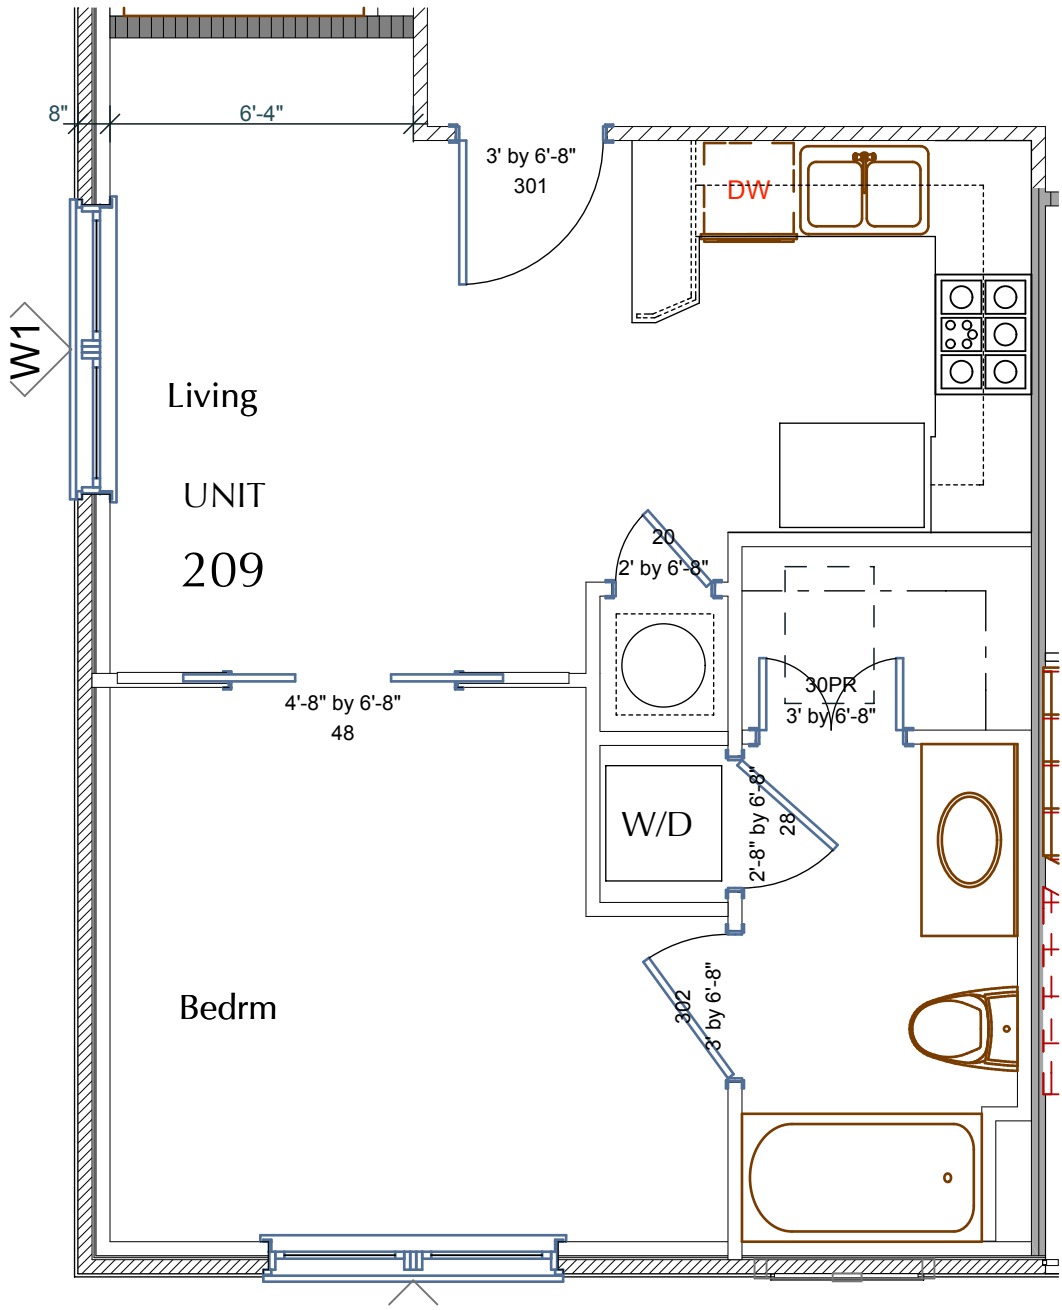 8"
6'-4"
3' by 6'-8"
301
DW
W1
Living
UNIT
209
20
2' by 6'-8"
4'-8" by 6'-8"
48
30PR
3' by 6'-8"
W/D
2'-8" by 6'-8"
28
Bedrm
302
3' by 6'-8"